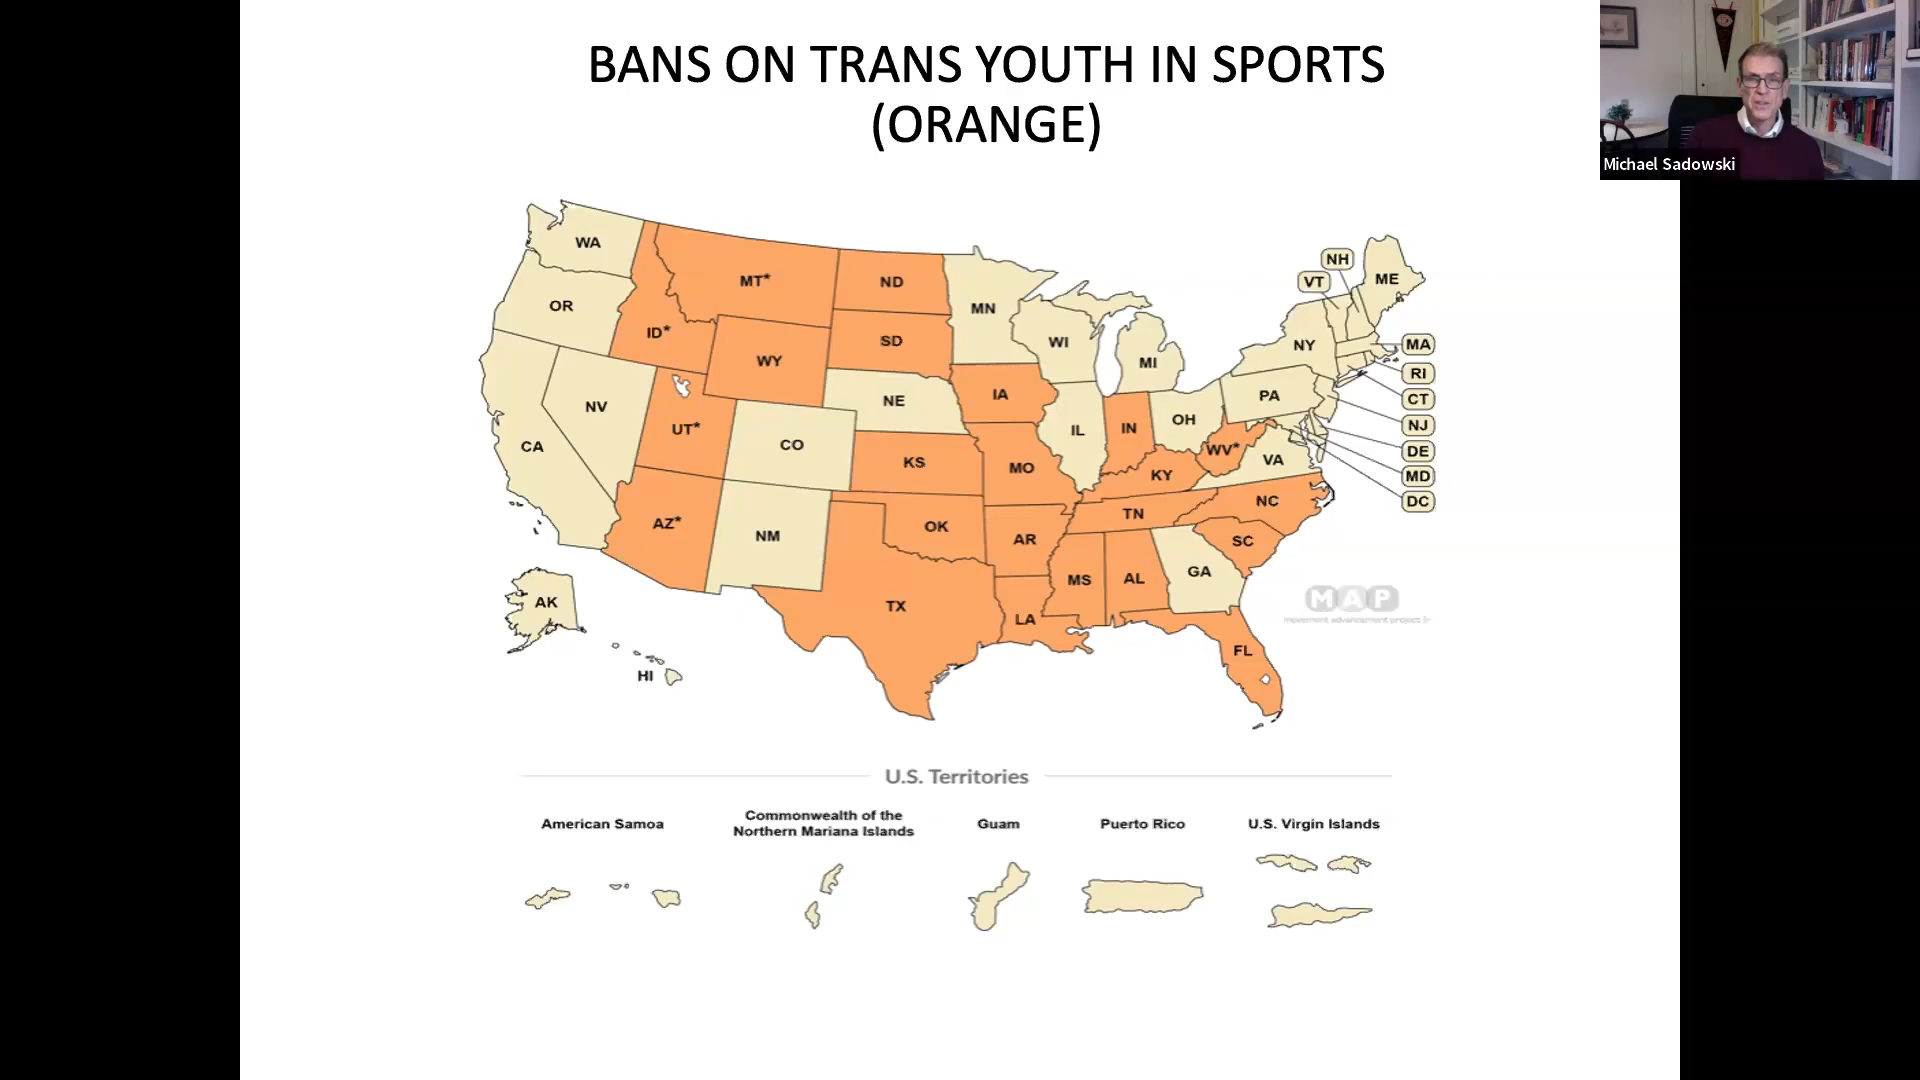 BANS ON TRANS YOUTH IN SPORTS
(ORANGE)
Michael Sadowski
WA
OR
CA
NV
ID*
MT*
WY
UT*
AZ*
CO
NM
ND
SD
NE
KS
OK
TX
MN
IA
MO
AR
LA
WI
IL
MI
IN
OH
KY
TN
MS
AL
GA
FL
SC
NC
VA
WV*
PA
NY
VT
NH
ME
MA
RI
CT
NJ
DE
MD
DC
AK
HI
MAP
movement advancement project
U.S. Territories
American Samoa
Commonwealth of the
Northern Mariana Islands
Guam
Puerto Rico
U.S. Virgin Islands